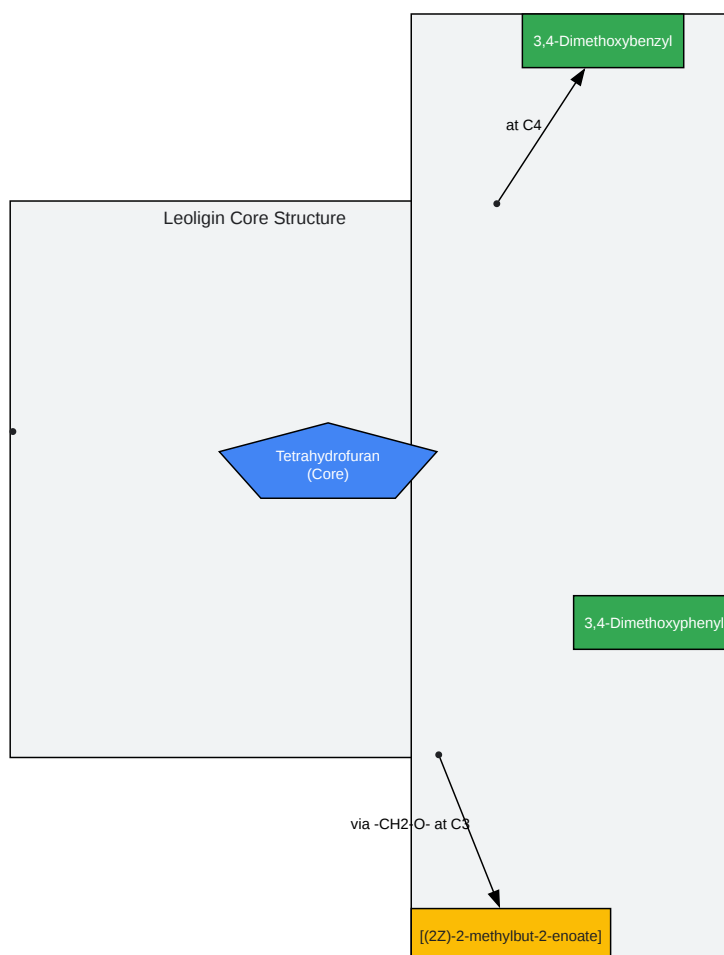 3,4-Dimethoxybenzyl
at C4
Leoligin Core Structure
Tetrahydrofuran
(Core)
3,4-Dimethoxyphenyl
via -CH2-O- at C3
[(2Z)-2-methylbut-2-enoate]